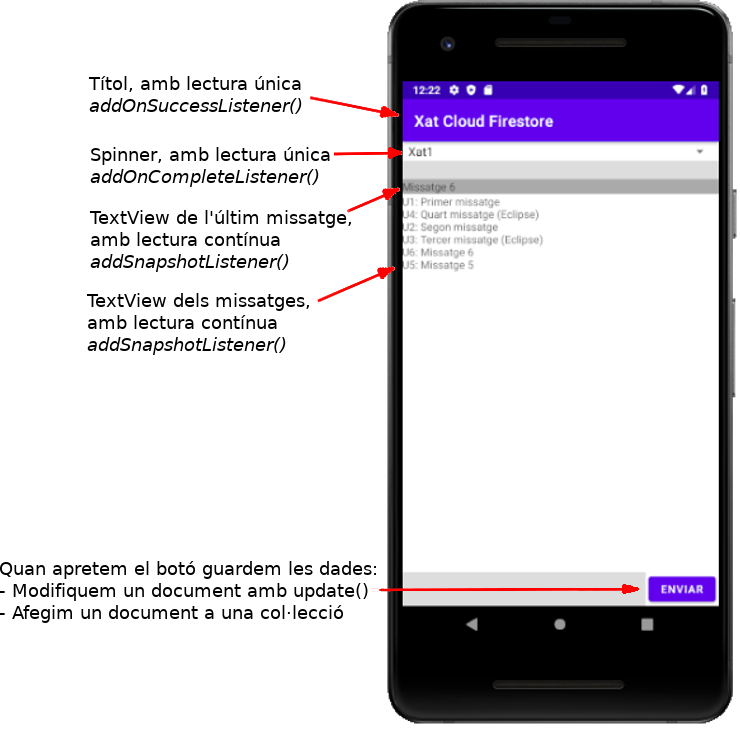 Títol, amb lectura única
addOnSuccessListener()
Spinner, amb lectura única
addOnCompleteListener()
TextView de l'últim missatge,
amb lectura contínua
addSnapshotListener()
TextView dels missatges,
amb lectura contínua
addSnapshotListener()
Quan apretem el botó guardem les dades:
- Modifiquem un document amb update()
- Afegim un document a una col·lecció
12:22
Xat Cloud Firestore
Xat1
Missatge 6
U1: Primer missatge
U4: Quart missatge (Eclipse)
U2: Segon missatge
U3: Tercer missatge (Eclipse)
U6: Missatge 6
U5: Missatge 5
ENVIAR